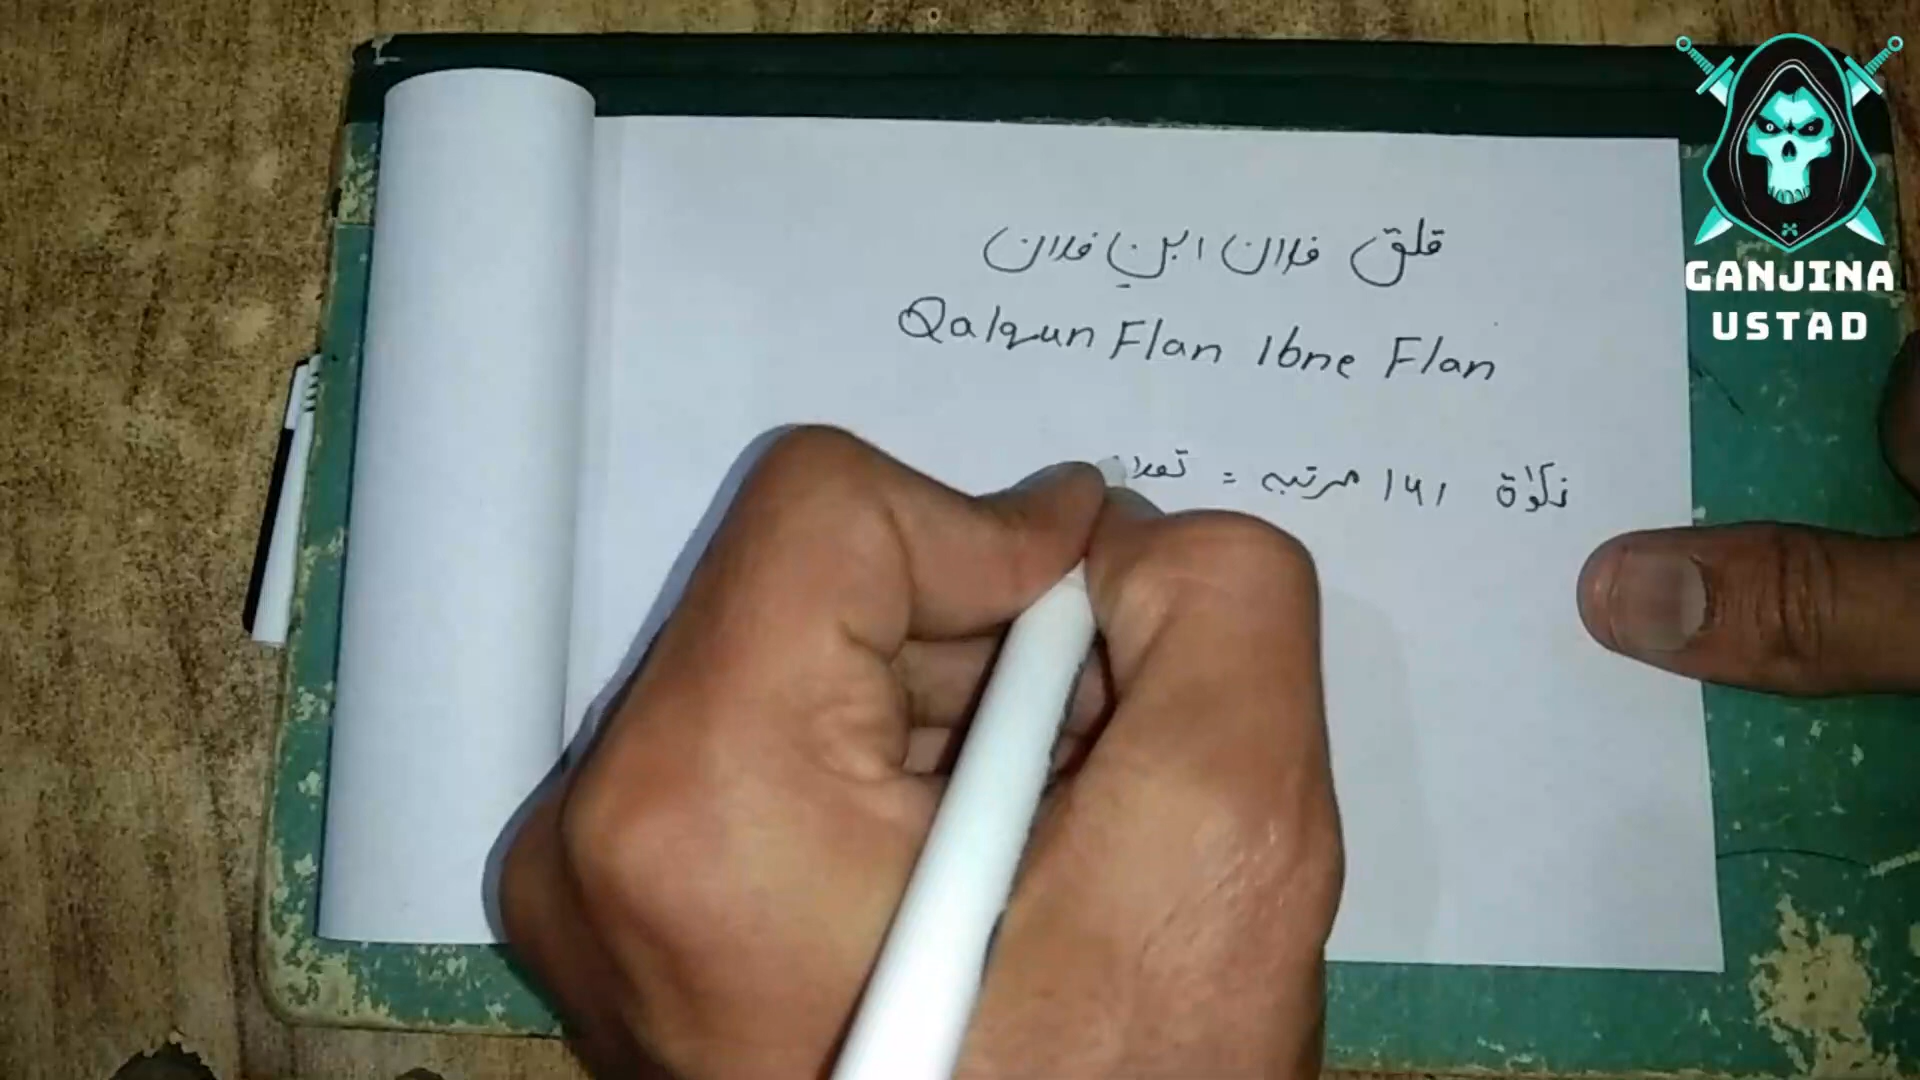 قلق فلان ابنِ فلان
Qalqun Flan Ibne Flan
زکوٰۃ ۱۶۱ مرتبہ =
GANJINA
USTAD